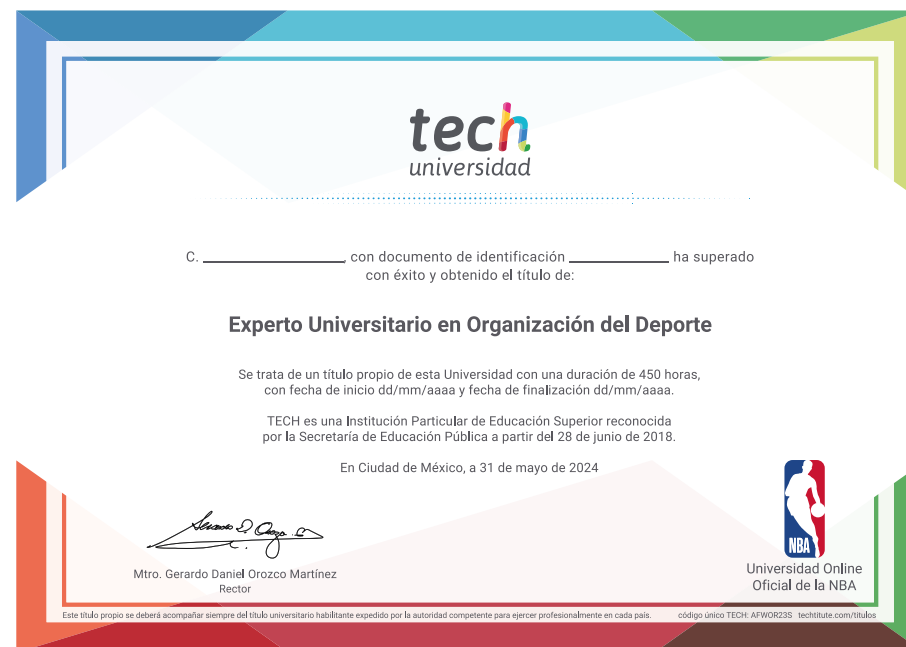 tech
universidad
C. ____________, con documento de identificación ____________ ha superado
con éxito y obtenido el título de:
Experto Universitario en Organización del Deporte
Se trata de un título propio de esta Universidad con una duración de 450 horas,
con fecha de inicio dd/mm/aaaa y fecha de finalización dd/mm/aaaa.
TECH es una Institución Particular de Educación Superior reconocida
por la Secretaría de Educación Pública a partir del 28 de junio de 2018.
En Ciudad de México, a 31 de mayo de 2024
Mtro. Gerardo Daniel Orozco Martínez
Rector
NBA
Universidad Online
Oficial de la NBA
Este título propio se deberá acompañar siempre del título universitario habilitante expedido por la autoridad competente para ejercer profesionalmente en cada país. código único TECH: AFWOR23S techtitute.com/titulos